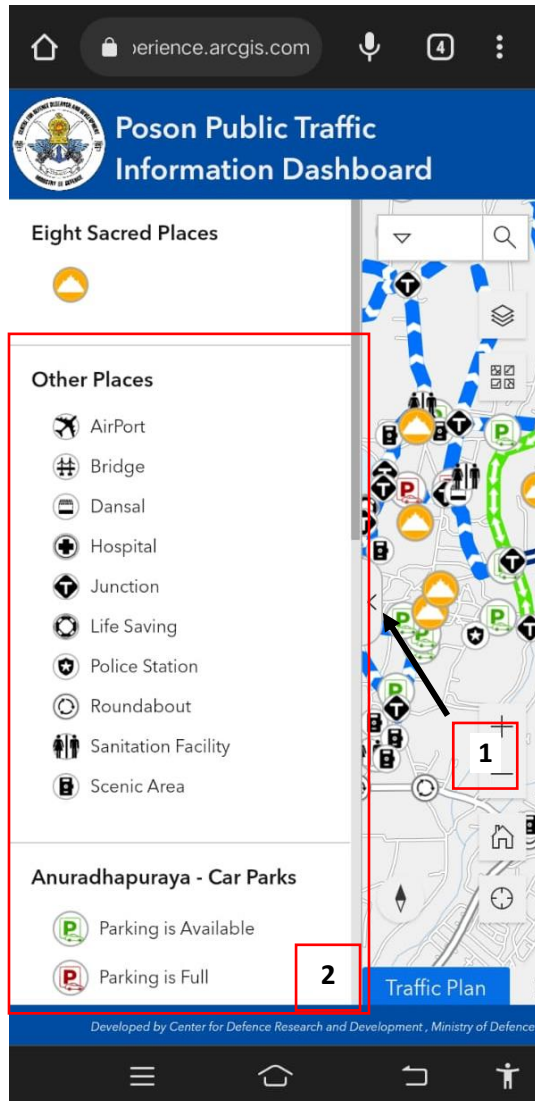 perience.arcgis.com
4
Poson Public Traffic
Information Dashboard
Eight Sacred Places
Other Places
AirPort
Bridge
Dansal
Hospital
Junction
Life Saving
Police Station
Roundabout
Sanitation Facility
Scenic Area
1
Anuradhapuraya - Car Parks
Parking is Available
Parking is Full
2
Traffic Plan
Developed by Center for Defence Research and Development , Ministry of Defence